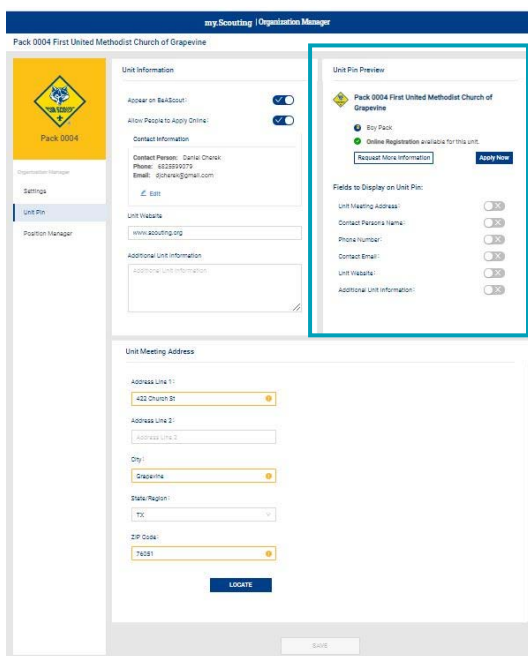 my.Scouting | Organization Manager
Pack 0004 First United Methodist Church of Grapevine
CUB SCOUTS
Pack 0004
Organization Manager
Settings
Unit Pin
Position Manager
Unit Information
Appear on BeAScout:
Allow People to Apply Online:
Contact Information
Contact Person: Daniel Cherek
Phone: 6825599079
Email: djcherek@gmail.com
Edit
Unit Website
www.scouting.org
Additional Unit Information
Additional Unit Information
Unit Pin Preview
Pack 0004 First United Methodist Church of
Grapevine
Boy Pack
Online Registration available for this unit.
Request More Information
Apply Now
Fields to Display on Unit Pin:
Unit Meeting Address:
Contact Persons Name:
Phone Number:
Contact Email:
Unit Website:
Additional Unit Information:
Unit Meeting Address
Address Line 1:
422 Church St
Address Line 2:
Address Line 2
City:
Grapevine
State/Region:
TX
ZIP Code:
76051
LOCATE
SAVE